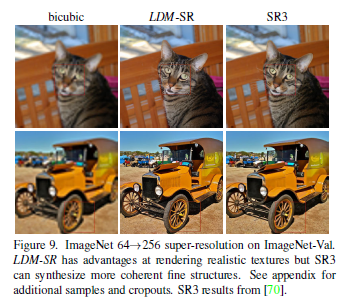 bicubic LDM-SR SR3
Figure 9. ImageNet 64→256 super-resolution on ImageNet-Val.
LDM-SR has advantages at rendering realistic textures but SR3
can synthesize more coherent fine structures. See appendix for
additional samples and cropouts. SR3 results from [70].